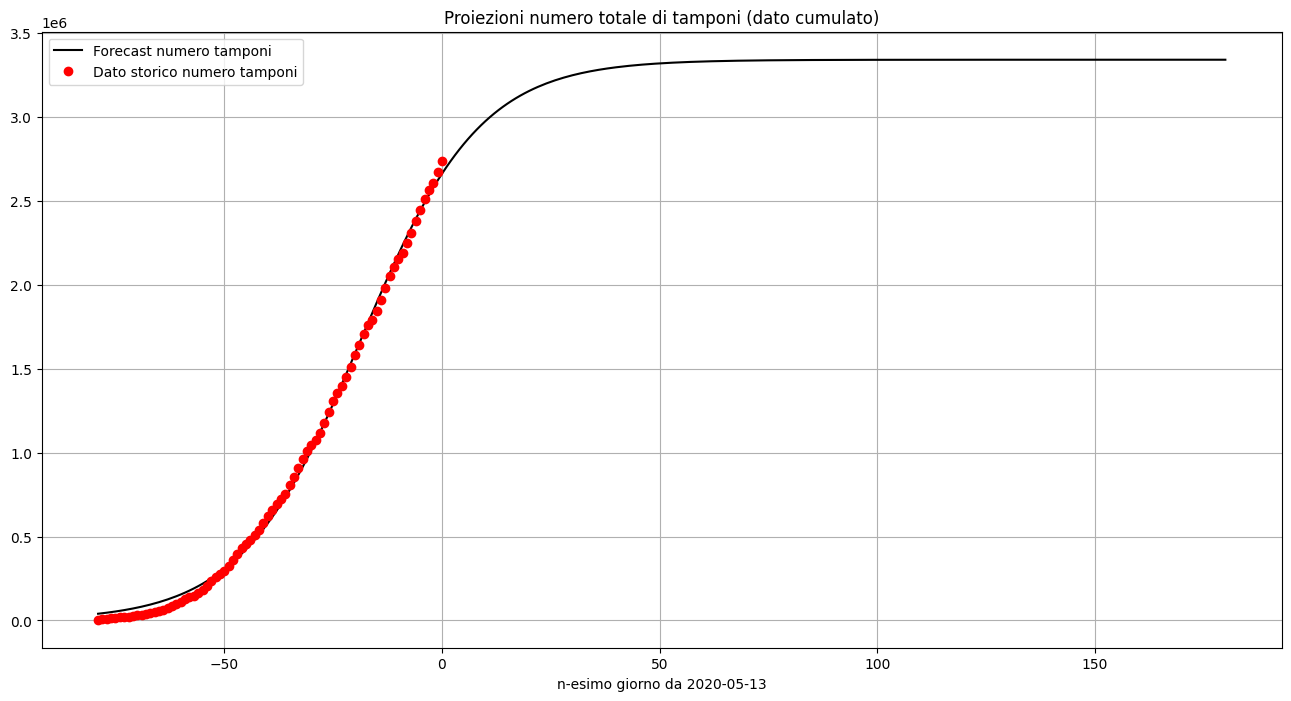 Proiezioni numero totale di tamponi (dato cumulato)
1e6
3.5
3.0
2.5
2.0
1.5
1.0
0.5
0.0
Forecast numero tamponi
Dato storico numero tamponi
−50
0
50
100
150
n-esimo giorno da 2020-05-13